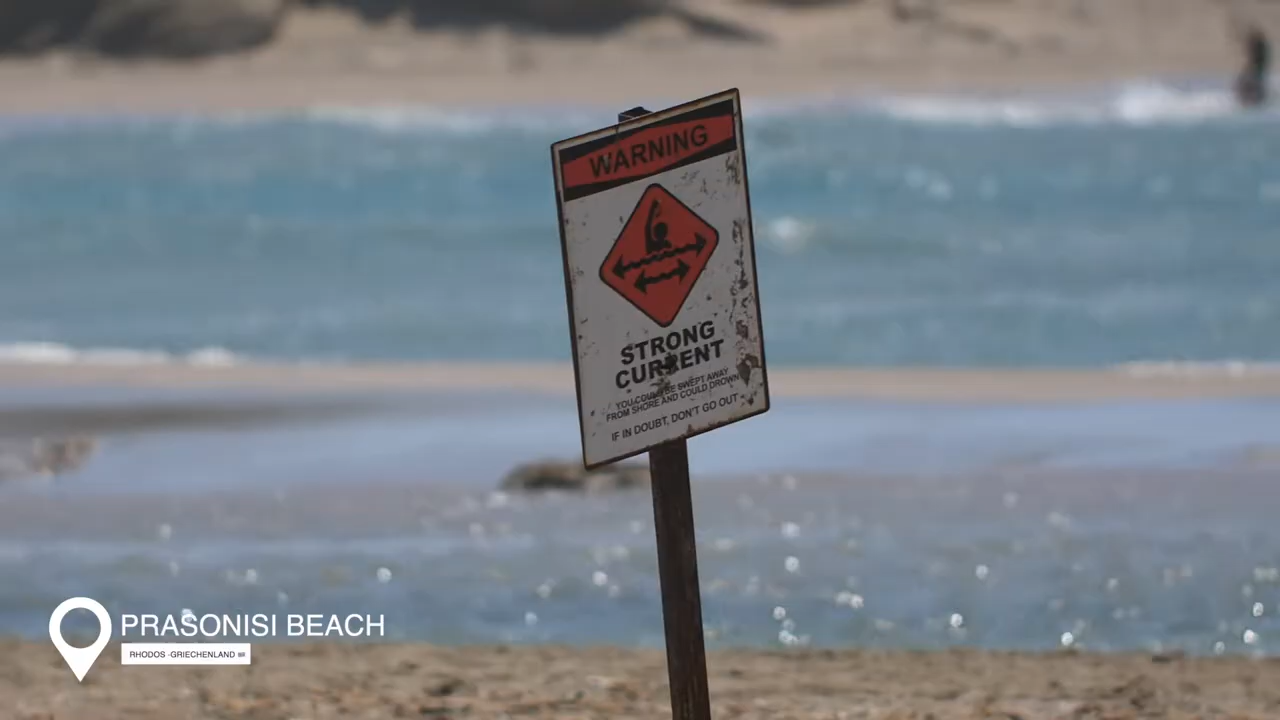 WARNING
STRONG
CURRENT
YOU COULD BE SWEPT AWAY
FROM SHORE AND COULD DROWN
IF IN DOUBT, DON'T GO OUT
PRASONISI BEACH
RHODOS -GRIECHENLAND